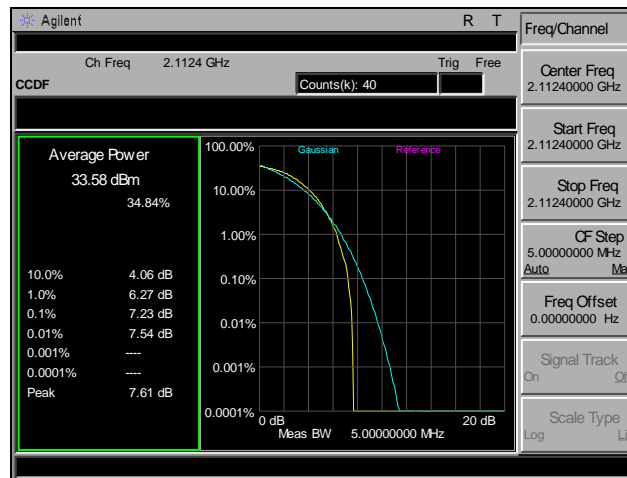 Agilent
R T
Freq/Channel
Ch Freq 2.1124 GHz
Trig Free
CCDF
Counts(k): 40
Center Freq
2.11240000 GHz
Start Freq
2.11240000 GHz
Stop Freq
2.11240000 GHz
CF Step
5.00000000 MHz
Auto Ma
Freq Offset
0.00000000 Hz
Signal Track
On Of
Scale Type
Log Li
Average Power
33.58 dBm
34.84%
10.0% 4.06 dB
1.0% 6.27 dB
0.1% 7.23 dB
0.01% 7.54 dB
0.001% ----
0.0001% ----
Peak 7.61 dB
Gaussian Reference
100.00%
10.00%
1.00%
0.10%
0.01%
0.001%
0.0001%
0 dB 20 dB
Meas BW 5.00000000 MHz